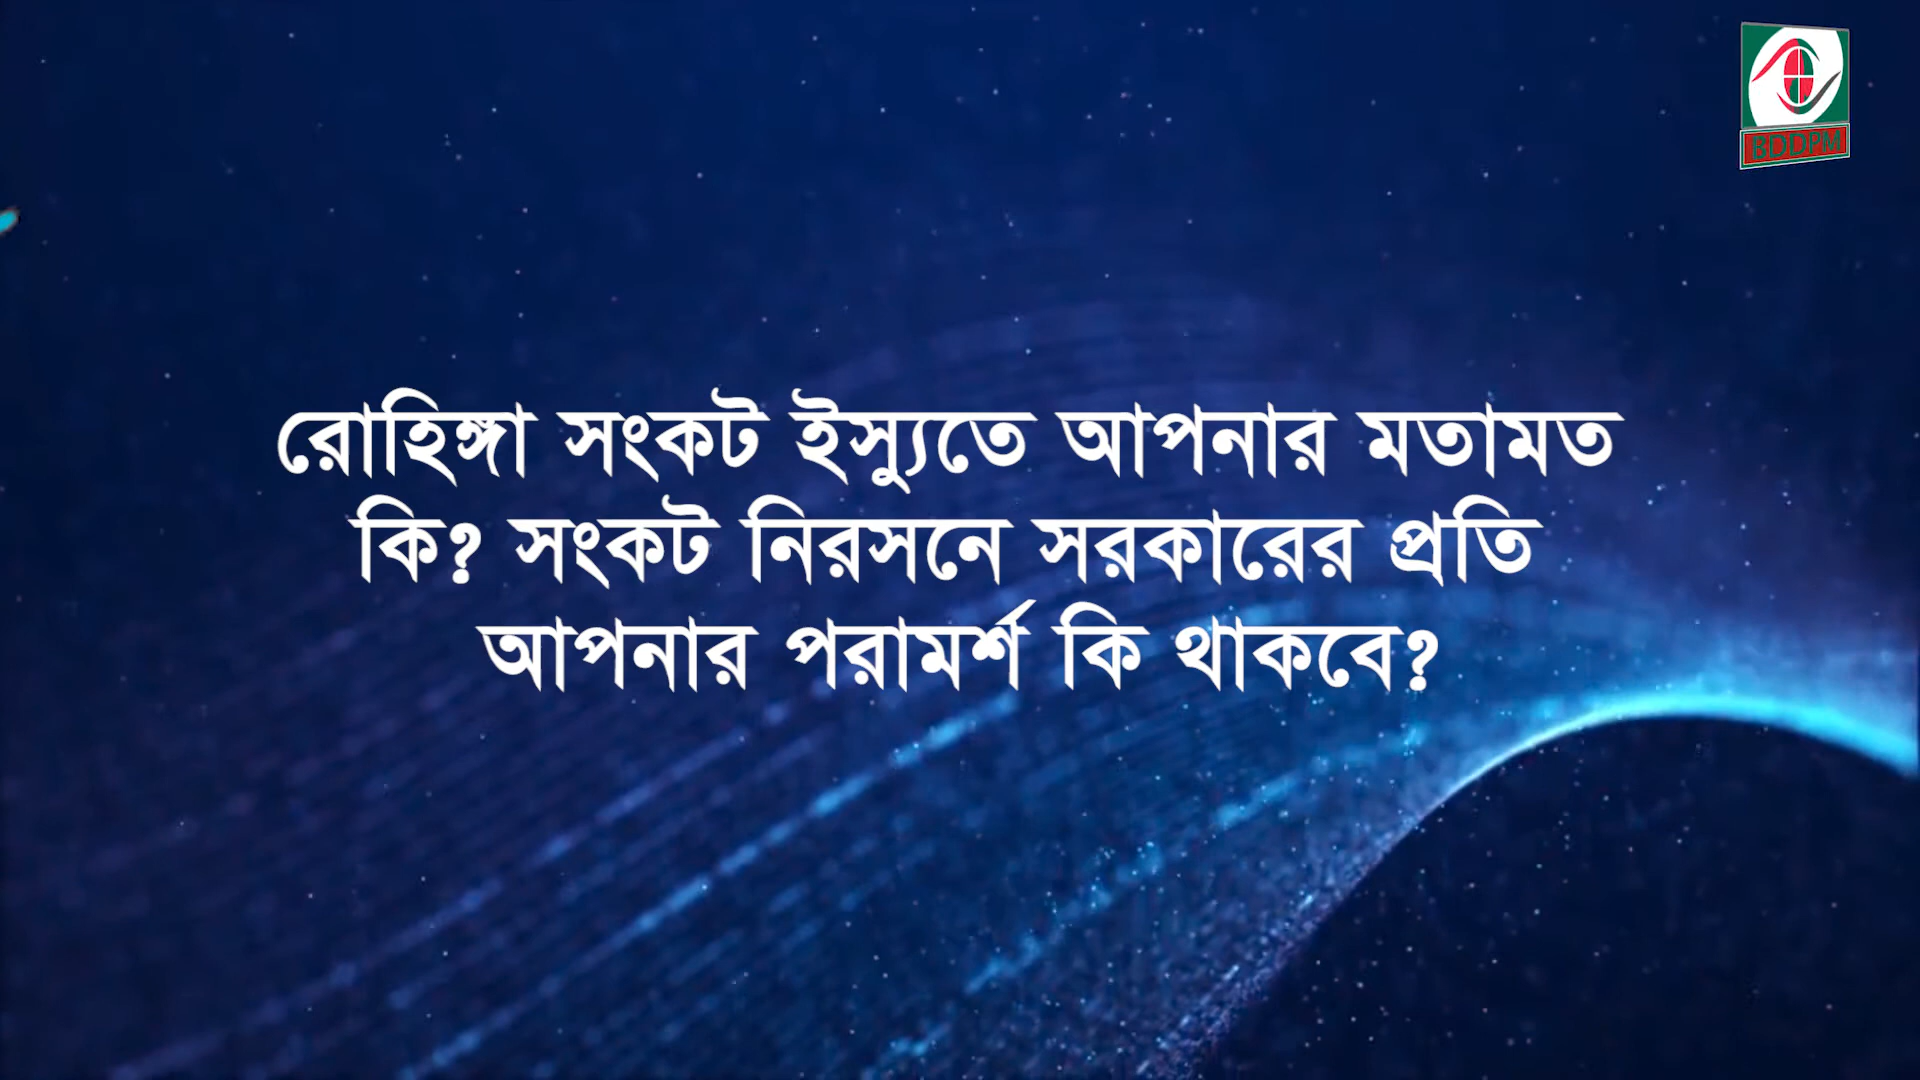 BDDPM
রোহিঙ্গা সংকট ইস্যুতে আপনার মতামত
কি? সংকট নিরসনে সরকারের প্রতি
আপনার পরামর্শ কি থাকবে?